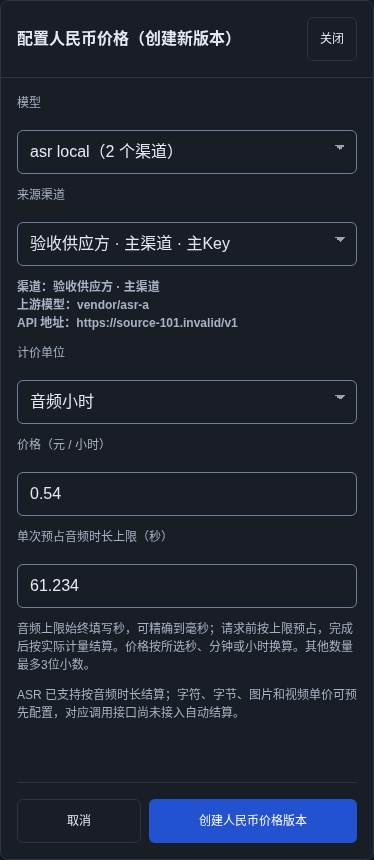 配置人民币价格（创建新版本）
关闭
模型
asr local（2 个渠道）
来源渠道
验收供应方 · 主渠道 · 主Key
渠道：验收供应方 · 主渠道
上游模型：vendor/asr-a
API 地址：https://source-101.invalid/v1
计价单位
音频小时
价格（元 / 小时）
0.54
单次预占音频时长上限（秒）
61.234
音频上限始终填写秒，可精确到毫秒；请求前按上限预占，完成
后按实际计量结算。价格按所选秒、分钟或小时换算。其他数量
最多3位小数。
ASR 已支持按音频时长结算；字符、字节、图片和视频单价可预
先配置，对应调用接口尚未接入自动结算。
取消
创建人民币价格版本